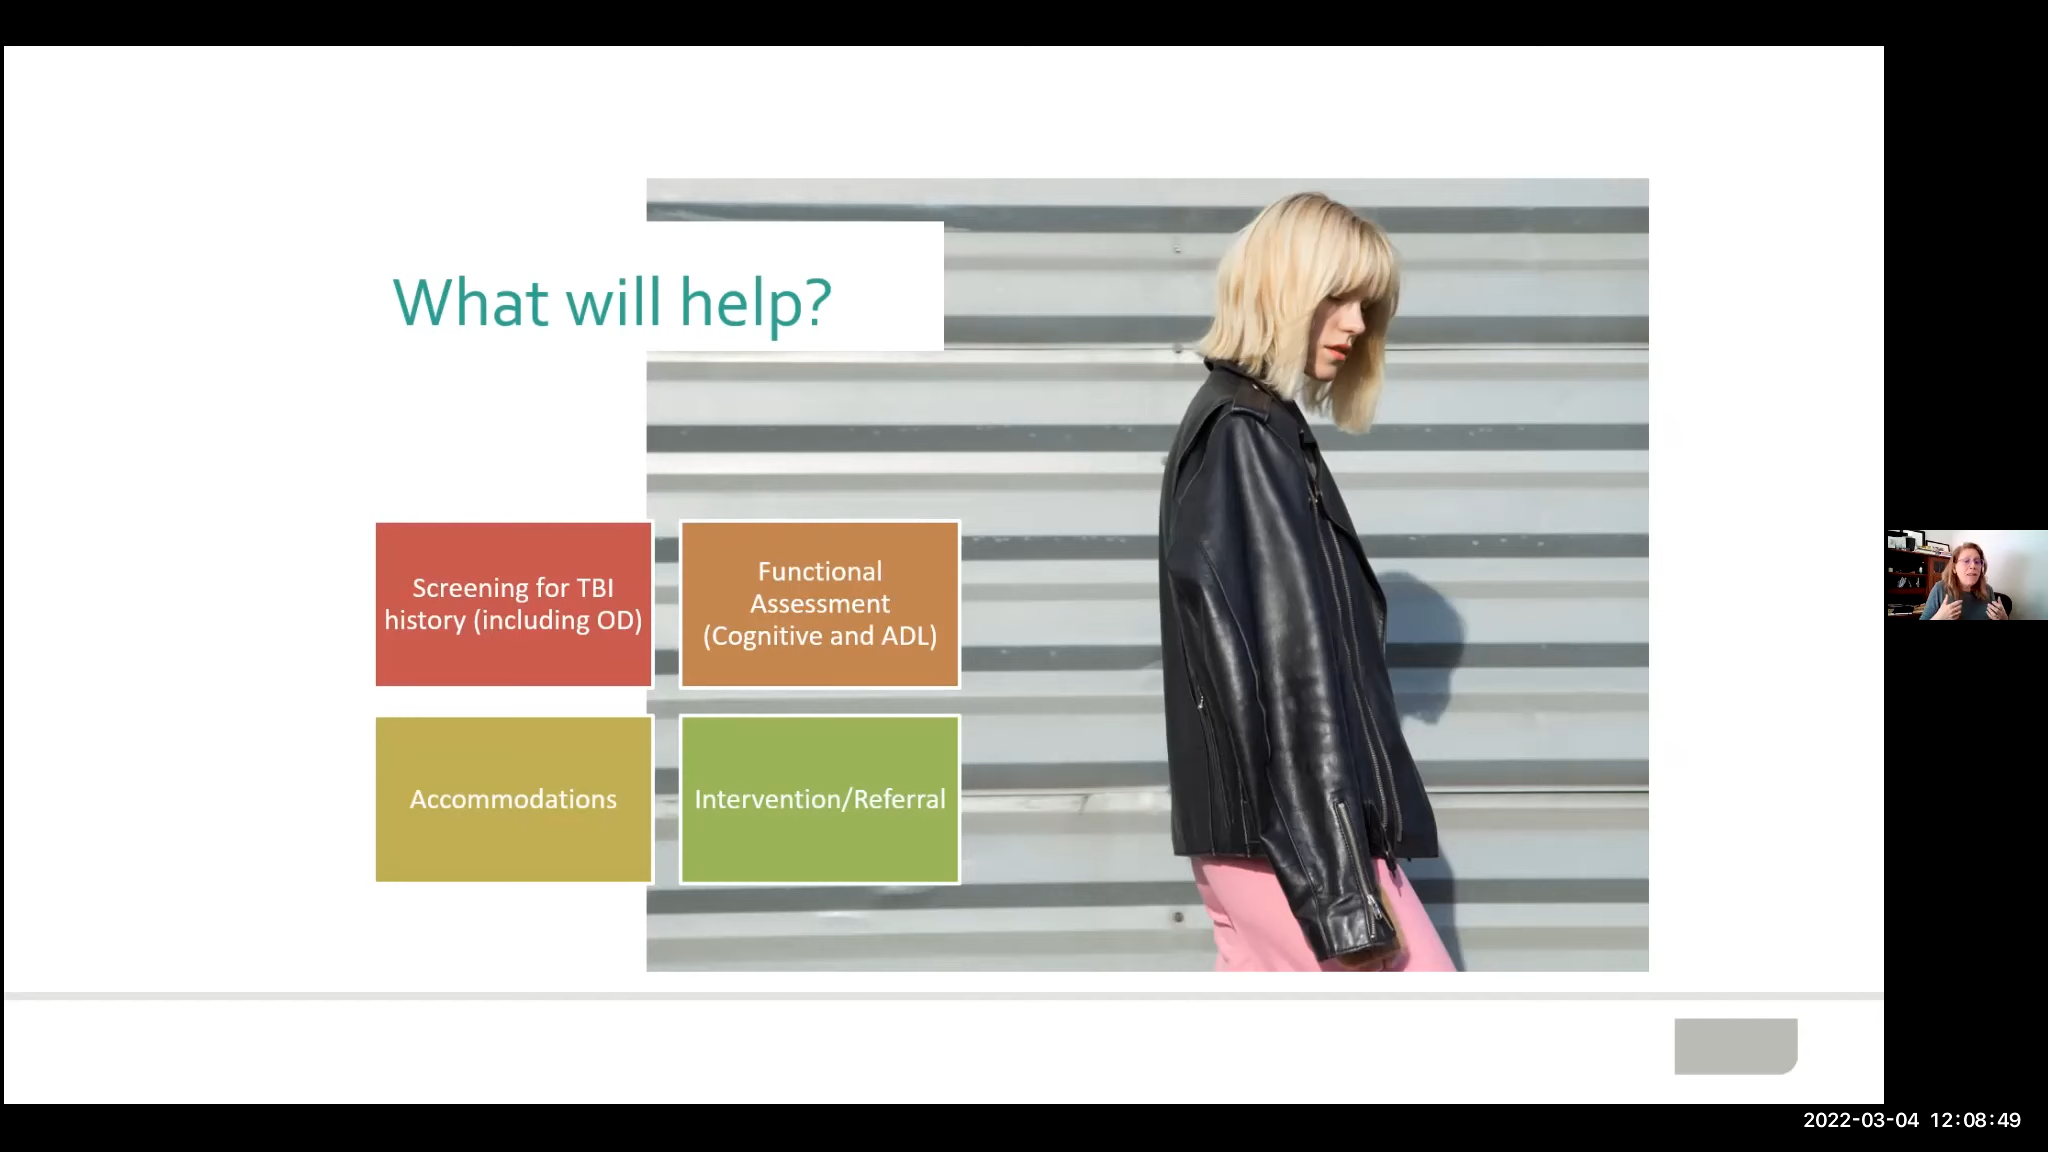 What will help?
Screening for TBI
history (including OD)
Functional
Assessment
(Cognitive and ADL)
Accommodations
Intervention/Referral
2022-03-04 12:08:49